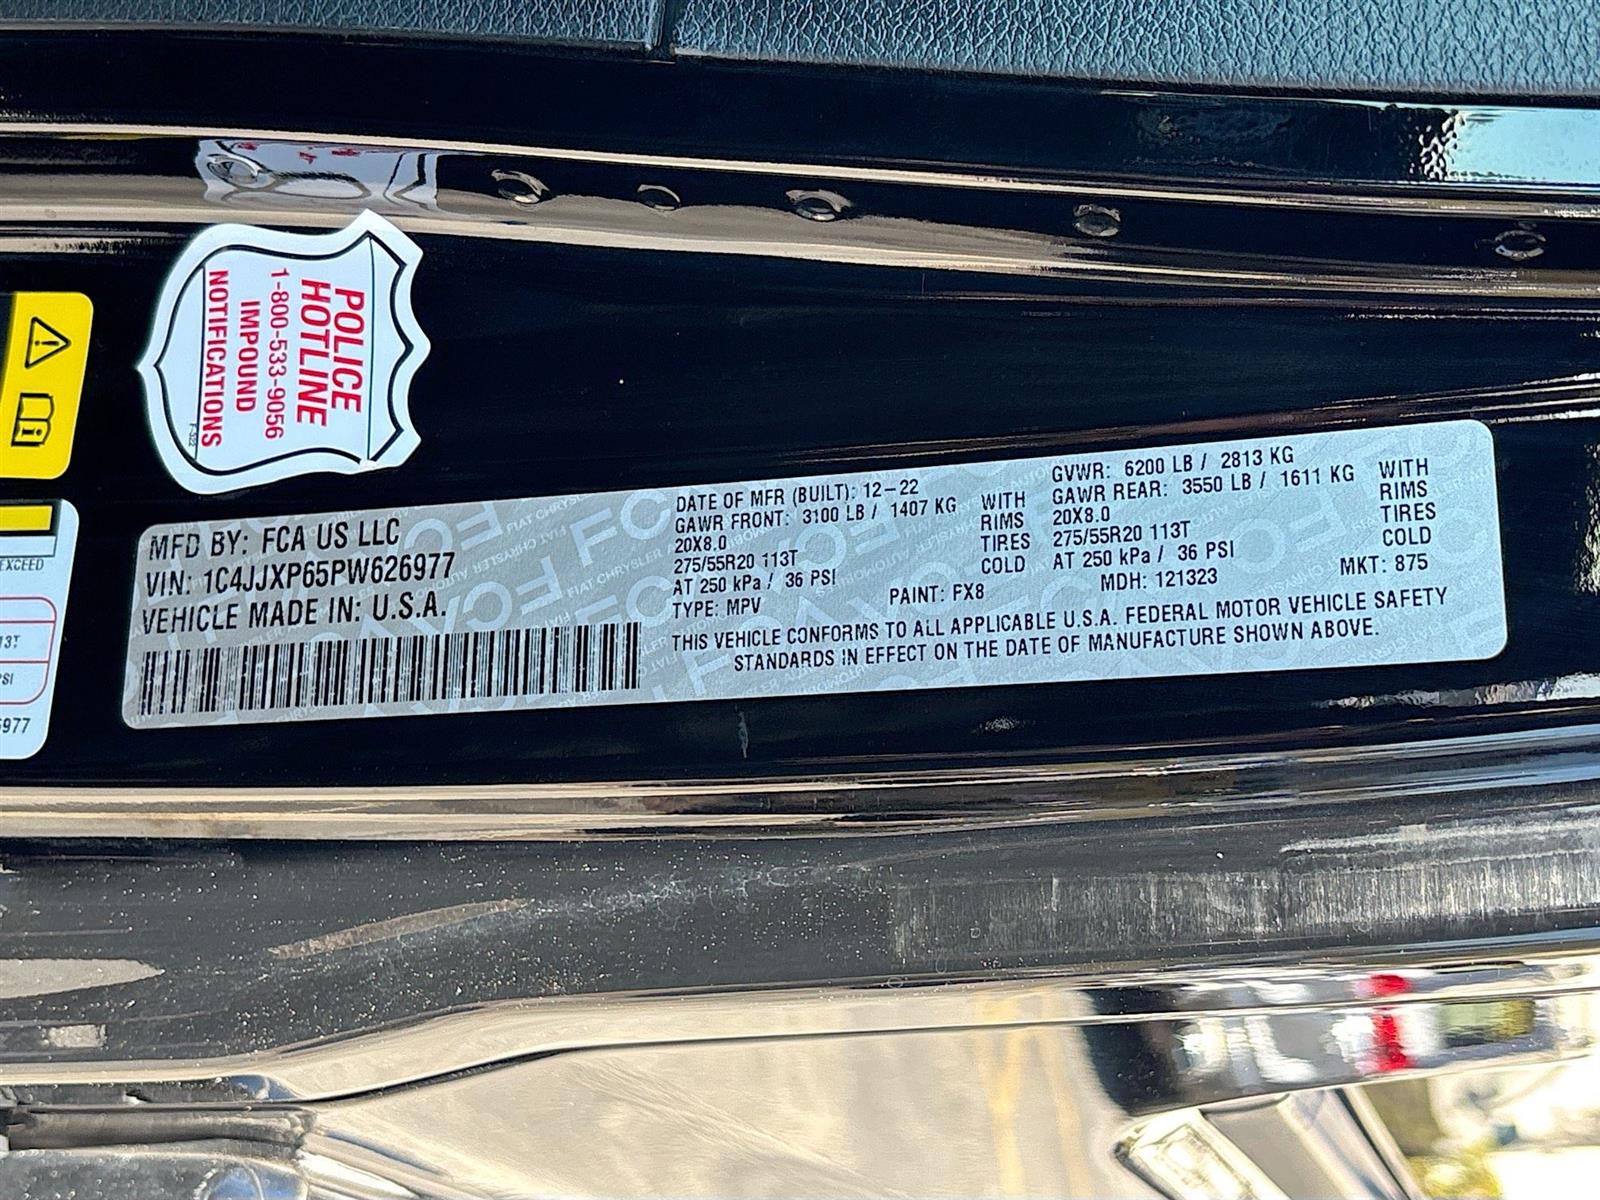 POLICE
HOTLINE
1-800-533-9056
IMPOUND
NOTIFICATIONS
F-322
EXCEED
13T
PSI
6977
MFD BY: FCA US LLC
VIN: 1C4JJXP65PW626977
VEHICLE MADE IN: U.S.A.
DATE OF MFR (BUILT): 12-22
GAWR FRONT: 3100 LB / 1407 KG WITH
20X8.0 RIMS
275/55R20 113T TIRES
AT 250 kPa / 36 PSI COLD
TYPE: MPV
PAINT: FX8
GVWR: 6200 LB / 2813 KG
GAWR REAR: 3550 LB / 1611 KG WITH
20X8.0 RIMS
275/55R20 113T TIRES
AT 250 kPa / 36 PSI COLD
MDH: 121323
MKT: 875
THIS VEHICLE CONFORMS TO ALL APPLICABLE U.S.A. FEDERAL MOTOR VEHICLE SAFETY
STANDARDS IN EFFECT ON THE DATE OF MANUFACTURE SHOWN ABOVE.